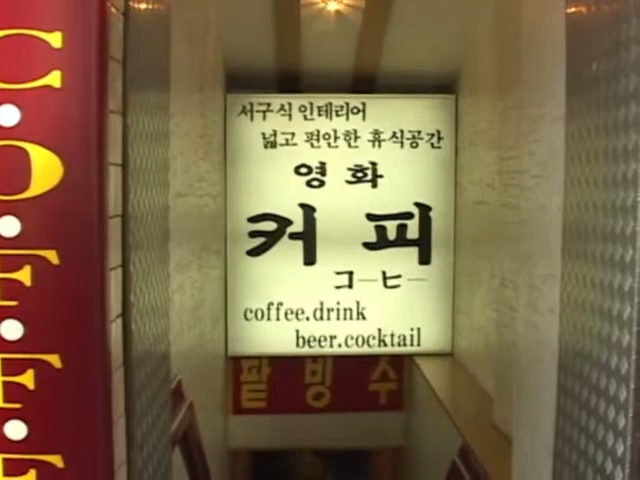 C.O.F.F.E
서구식 인테리어
넓고 편안한 휴식공간
영화
커피
コーヒー
coffee.drink
beer.cocktail
팥빙수